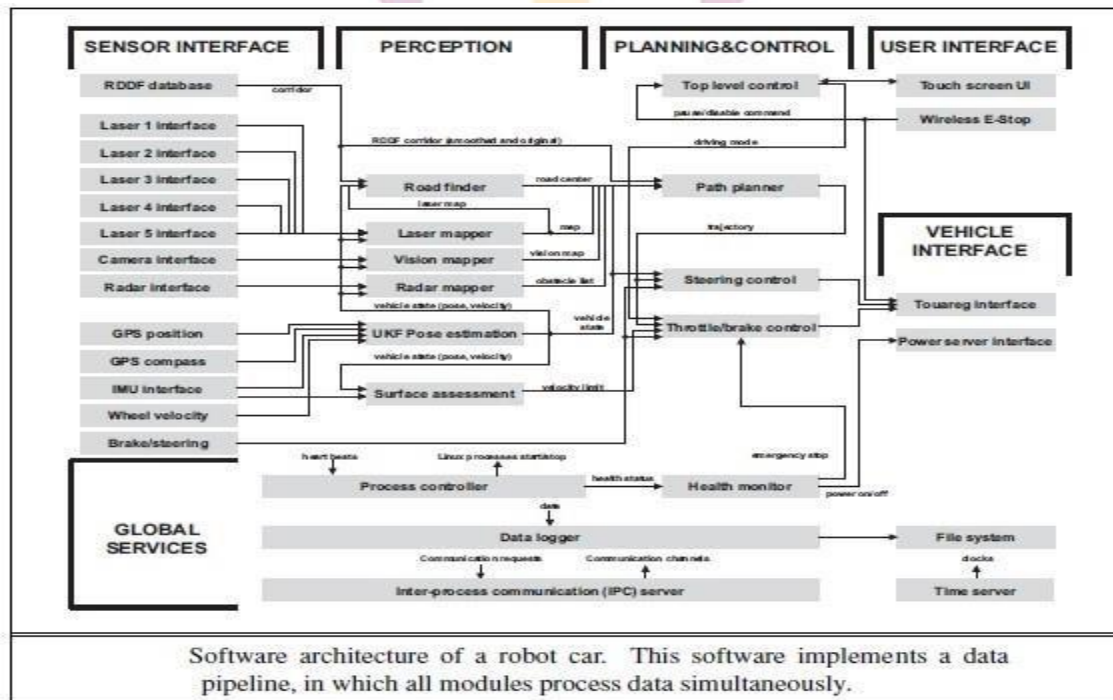 SENSOR INTERFACE
PERCEPTION
PLANNING&CONTROL
USER INTERFACE
RDDF database
corridor
Top level control
Touch screen UI
pause/disable command
Wireless E-Stop
Laser 1 interface
Laser 2 interface
Laser 3 interface
Laser 4 interface
Laser 5 interface
Camera interface
Radar interface
RDDF corridor (smoothed and original)
driving mode
Road finder
road center
Path planner
laser map
Laser mapper
map
trajectory
VEHICLE
INTERFACE
Vision mapper
vision map
Radar mapper
obstacle list
Steering control
vehicle state (pose, velocity)
vehicle
state
Touareg interface
GPS position
UKF Pose estimation
Throttle/brake control
Power server interface
GPS compass
vehicle state (pose, velocity)
IMU interface
Surface assessment
velocity limit
Wheel velocity
Brake/steering
heart beats
Linux processes start/stop
emergency stop
Process controller
health status
Health monitor
power on/off
GLOBAL
SERVICES
data
Data logger
File system
Communication requests
Communication channels
clocks
Inter-process communication (IPC) server
Time server
Software architecture of a robot car. This software implements a data
pipeline, in which all modules process data simultaneously.